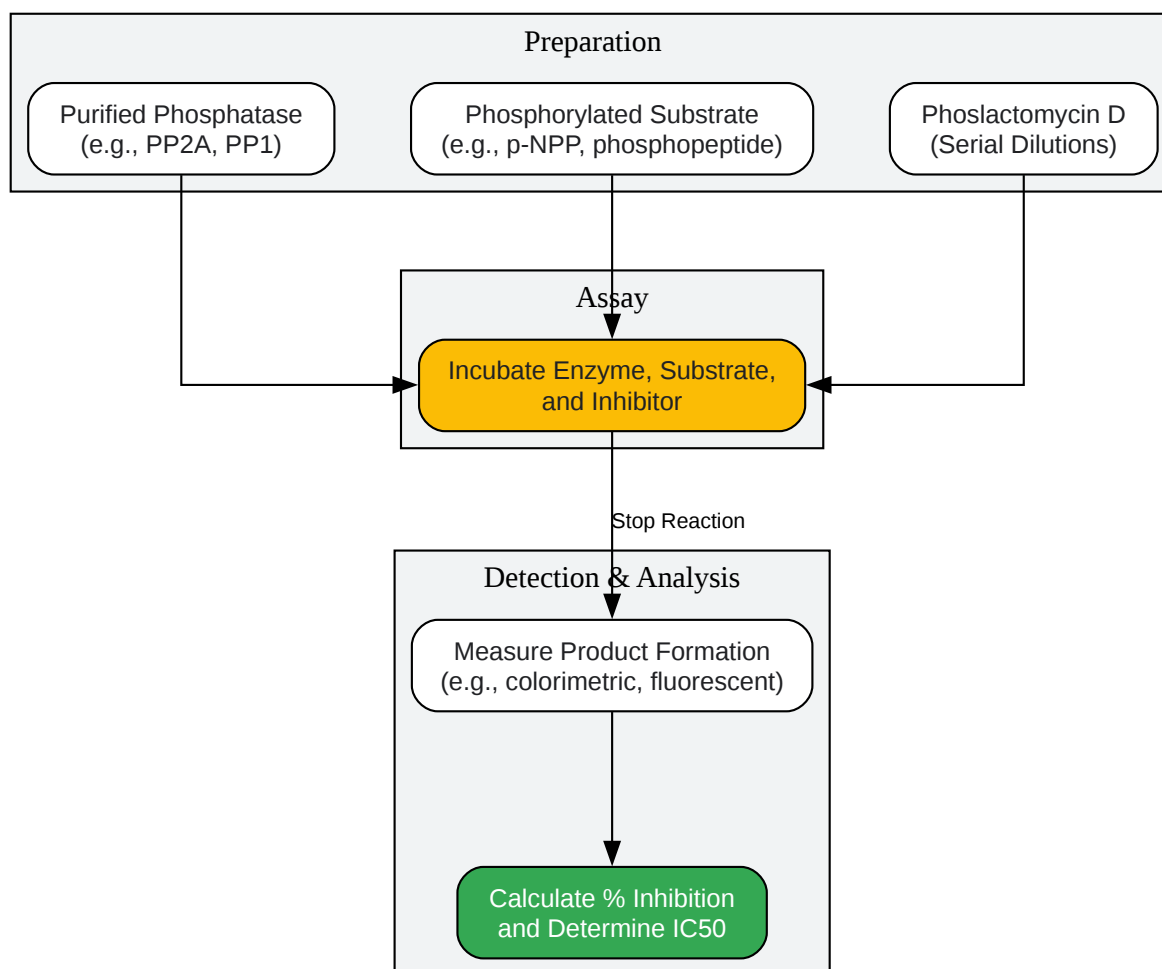 Preparation
Purified Phosphatase
(e.g., PP2A, PP1)
Phosphorylated Substrate
(e.g., p-NPP, phosphopeptide)
Phoslactomycin D
(Serial Dilutions)
Assay
Incubate Enzyme, Substrate,
and Inhibitor
Stop Reaction
Detection & Analysis
Measure Product Formation
(e.g., colorimetric, fluorescent)
Calculate % Inhibition
and Determine IC50